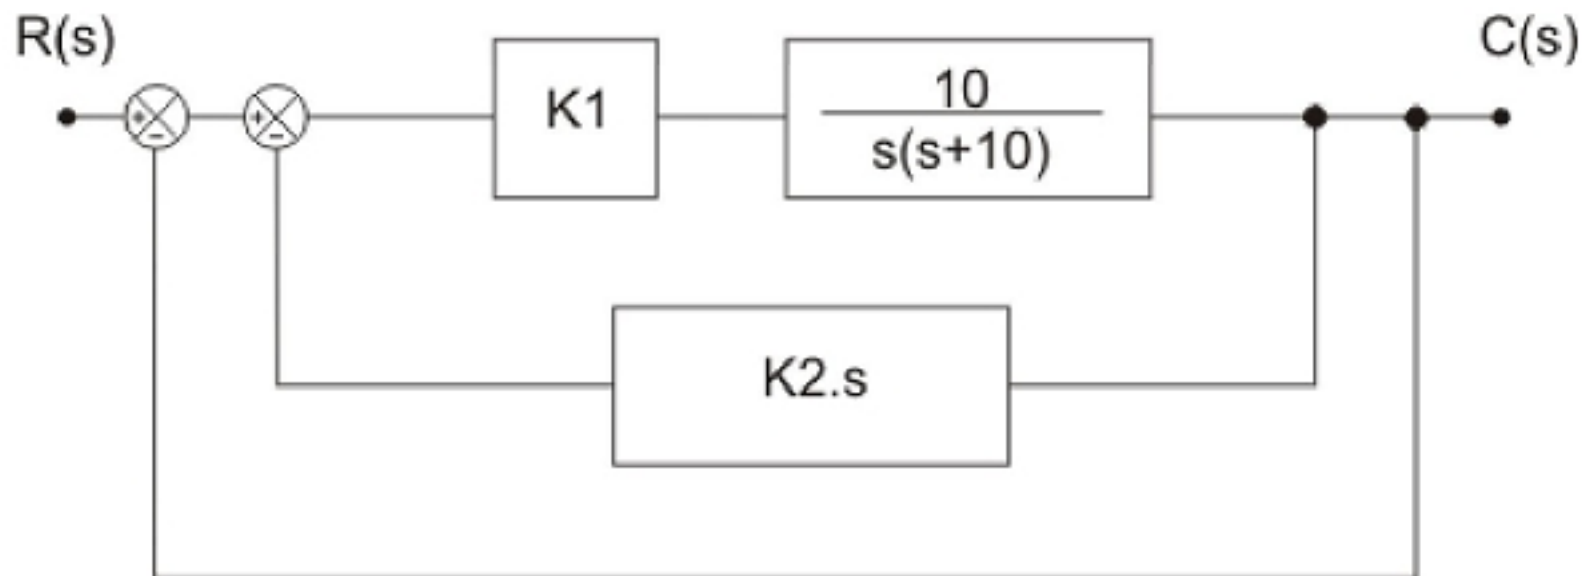 R(s)
C(s)
+
-
+
-
K1
10
s(s+10)
K2.s